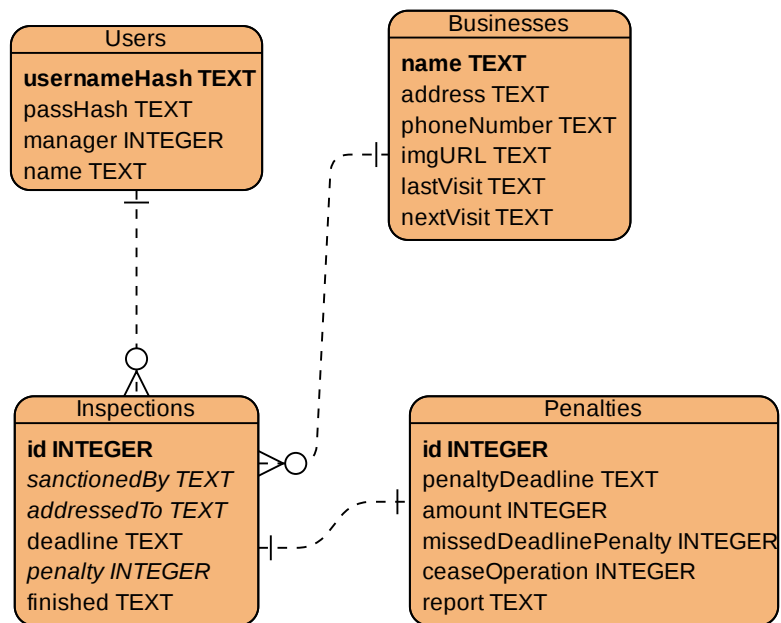 Users
usernameHash TEXT
passHash TEXT
manager INTEGER
name TEXT
Businesses
name TEXT
address TEXT
phoneNumber TEXT
imgURL TEXT
lastVisit TEXT
nextVisit TEXT
Inspections
id INTEGER
sanctionedBy TEXT
addressedTo TEXT
deadline TEXT
penalty INTEGER
finished TEXT
Penalties
id INTEGER
penaltyDeadline TEXT
amount INTEGER
missedDeadlinePenalty INTEGER
ceaseOperation INTEGER
report TEXT